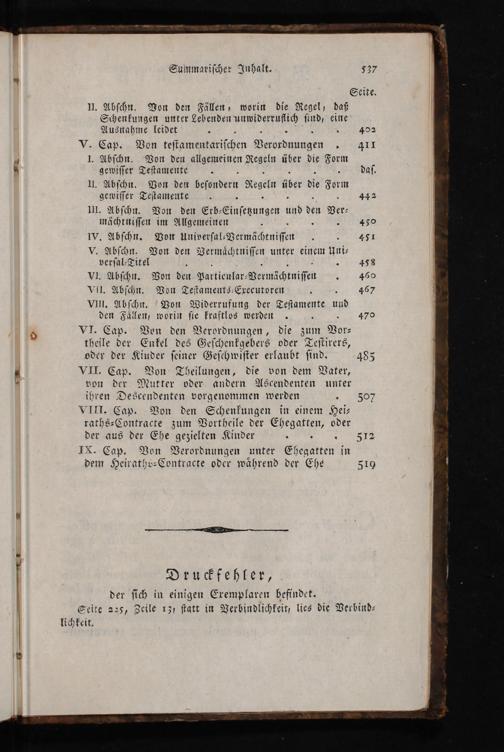 Summarischer Inhalt. 537
Seite.
II. Abschn. Von den Fällen, worin die Regel, daß
Schenkungen unter Lebenden unwiderruflich sind, eine
Ausnahme leidet . . . . . . 402
V. Cap. Von testamentarischen Verordnungen . 411
I. Abschn. Von den allgemeinen Regeln über die Form
gewisser Testamente . . . . . das.
II. Abschn. Von den besondern Regeln über die Form
gewisser Testamente . . . . . 442
III. Abschn. Von den Erb-Einsetzungen und den Ver-
mächtnissen im Allgemeinen . . . . 450
IV. Abschn. Von Universal-Vermächtnissen . . 451
V. Abschn. Von den Vermächtnissen unter einem Uni-
versal-Titel . . . . . . 458
VI. Abschn. Von den Particular-Vermächtnissen . 460
VII. Abschn. Von Testaments-Executoren . . 467
VIII. Abschn. Von Widerrufung der Testamente und
den Fällen, worin sie kraftlos werden . . . 470
VI. Cap. Von den Verordnungen, die zum Vor-
theile der Enkel des Geschenkgebers oder Testirers,
oder der Kinder seiner Geschwister erlaubt sind. 485
VII. Cap. Von Theilungen, die von dem Vater,
von der Mutter oder andern Ascendenten unter
ihren Descendenten vorgenommen werden . 507
VIII. Cap. Von den Schenkungen in einem Hei-
raths-Contracte zum Vortheile der Ehegatten, oder
der aus der Ehe gezielten Kinder . . . 512
IX. Cap. Von Verordnungen unter Ehegatten in
dem Heiraths-Contracte oder während der Ehe 519
Druckfehler,
der sich in einigen Exemplaren befindet.
Seite 225, Zeile 13, statt in Verbindlichkeit, lies die Verbind-
lichkeit.